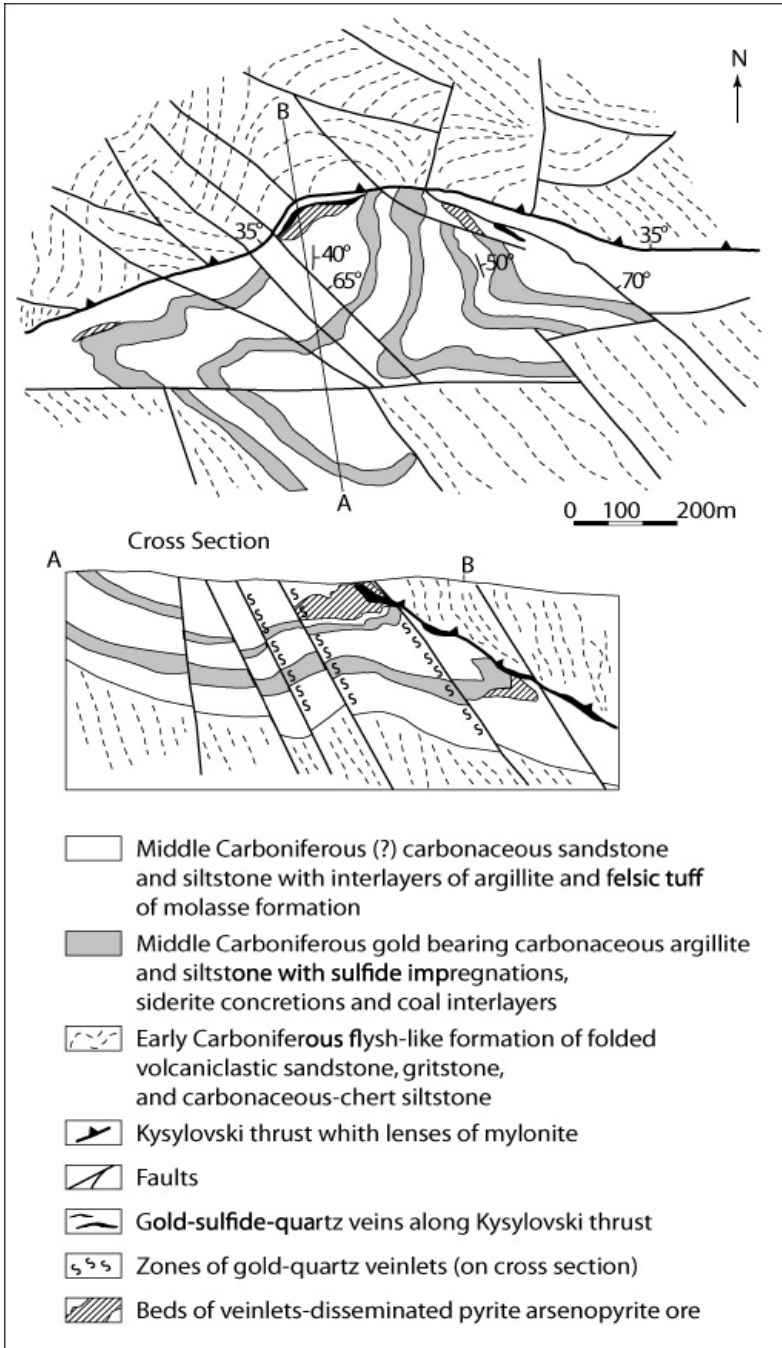 N
B
35°
40°
65°
50°
35°
70°
A
0 100 200m
Cross Section
A
B
Middle Carboniferous (?) carbonaceous sandstone
and siltstone with interlayers of argillite and felsic tuff
of molasse formation
Middle Carboniferous gold bearing carbonaceous argillite
and siltstone with sulfide impregnations,
siderite concretions and coal interlayers
Early Carboniferous flysh-like formation of folded
volcaniclastic sandstone, gritstone,
and carbonaceous-chert siltstone
Kysylovski thrust whith lenses of mylonite
Faults
Gold-sulfide-quartz veins along Kysylovski thrust
Zones of gold-quartz veinlets (on cross section)
Beds of veinlets-disseminated pyrite arsenopyrite ore